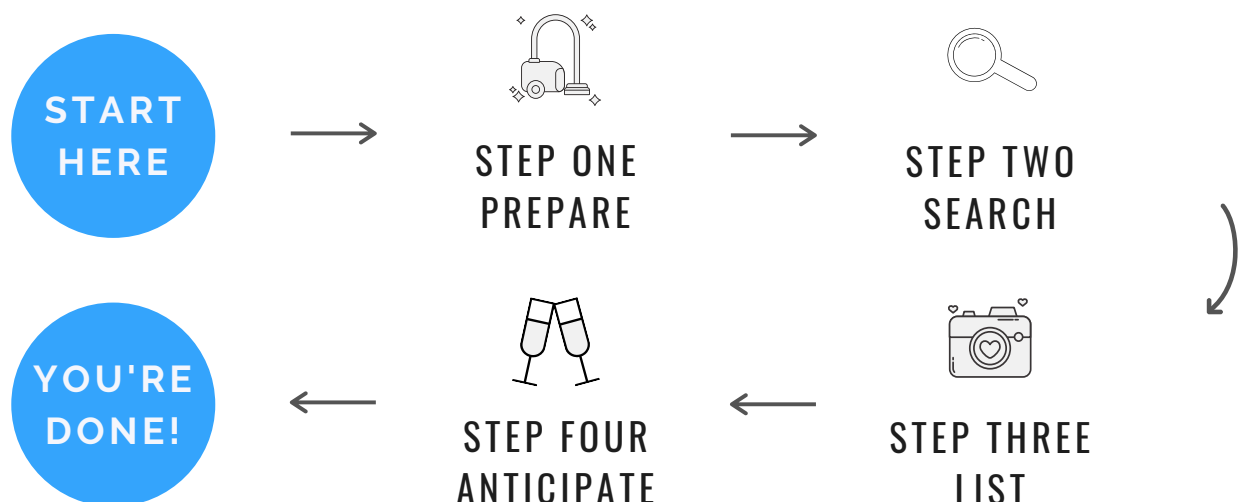 START
HERE
STEP ONE
PREPARE
STEP TWO
SEARCH
STEP THREE
LIST
STEP FOUR
ANTICIPATE
YOU'RE
DONE!